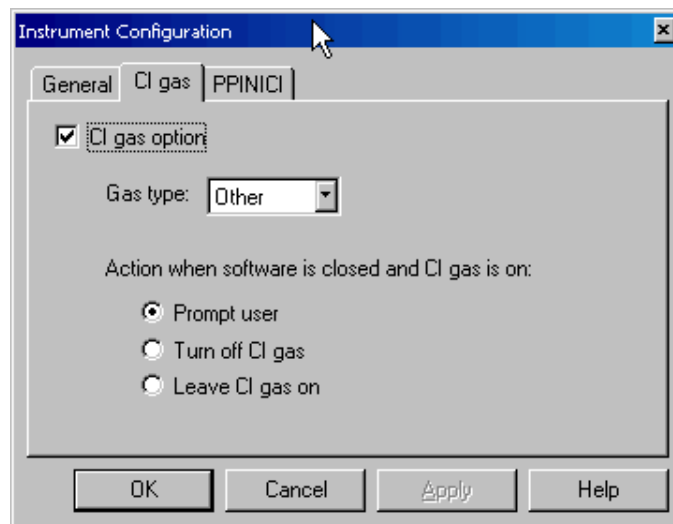 Instrument Configuration
General CI gas PPINICI
CI gas option
Gas type: Other
Action when software is closed and CI gas is on:
Prompt user
Turn off CI gas
Leave CI gas on
OK Cancel Apply Help